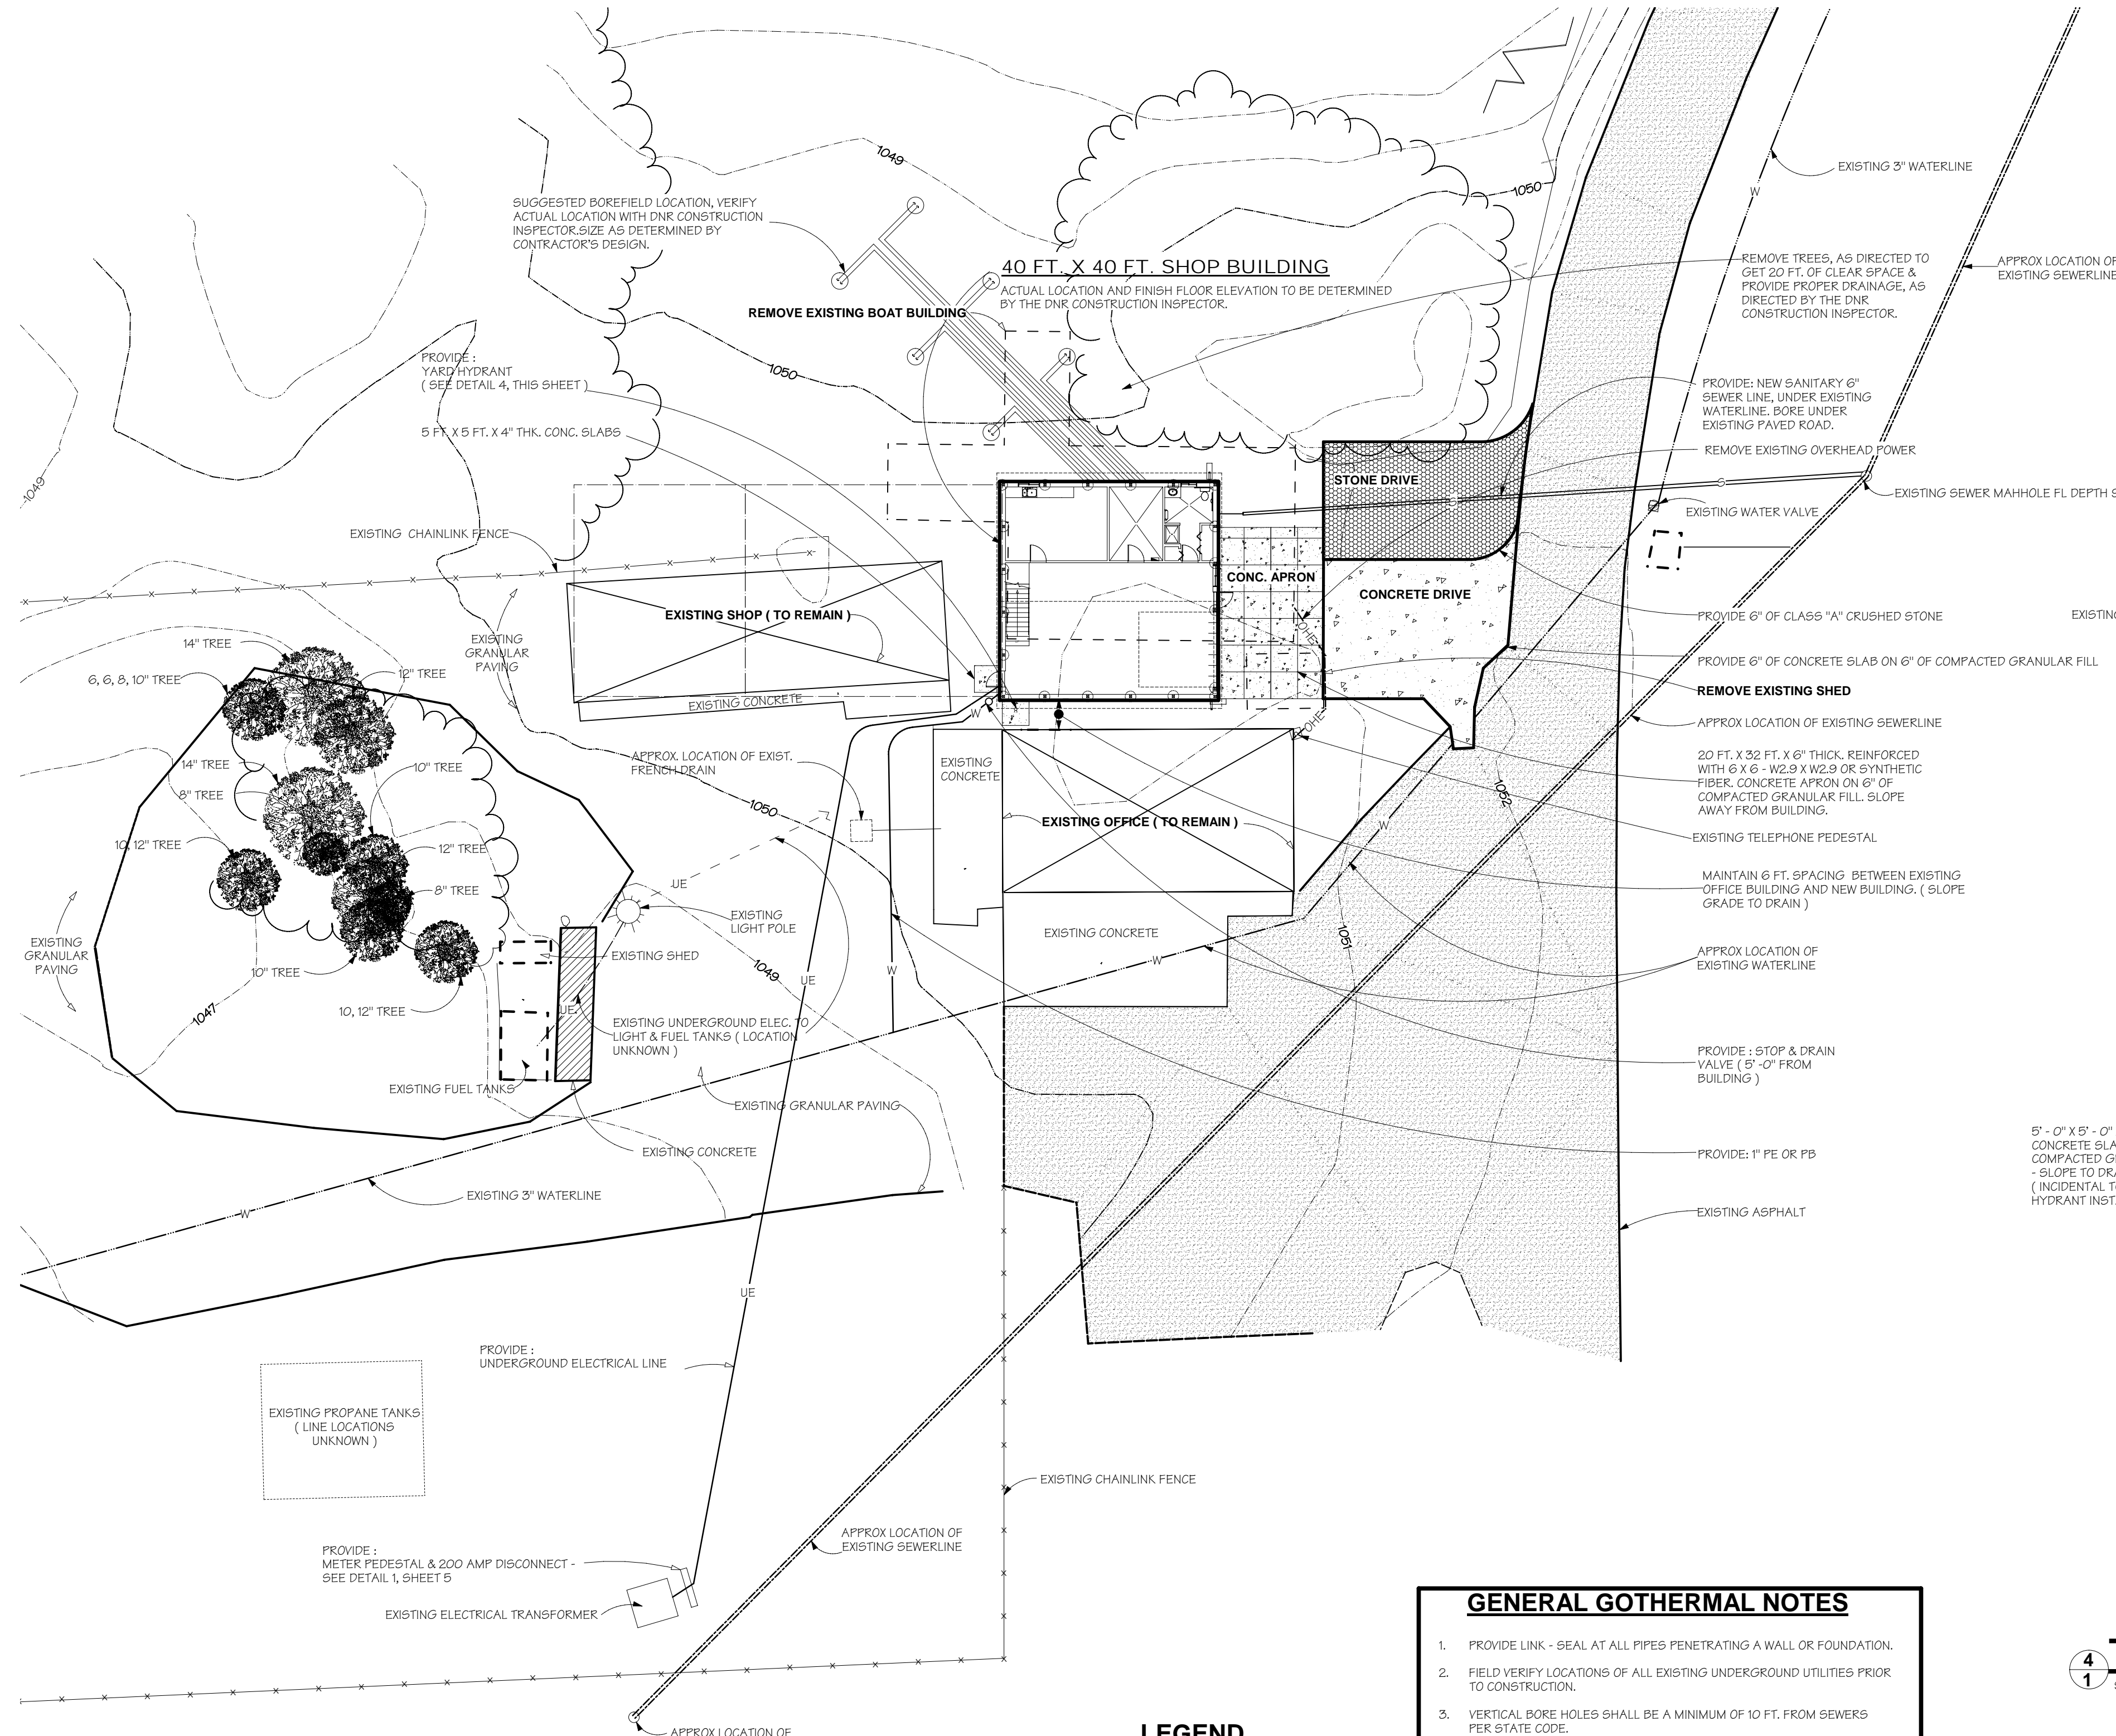 1049
1050
EXISTING 3" WATERLINE
W
SUGGESTED BOREFIELD LOCATION, VERIFY
ACTUAL LOCATION WITH DNR CONSTRUCTION
INSPECTOR.SIZE AS DETERMINED BY
CONTRACTOR'S DESIGN.
40 FT. X 40 FT. SHOP BUILDING
ACTUAL LOCATION AND FINISH FLOOR ELEVATION TO BE DETERMINED
BY THE DNR CONSTRUCTION INSPECTOR.
REMOVE TREES, AS DIRECTED TO
GET 20 FT. OF CLEAR SPACE &
PROVIDE PROPER DRAINAGE, AS
DIRECTED BY THE DNR
CONSTRUCTION INSPECTOR.
APPROX LOCATION OF
EXISTING SEWERLINE
REMOVE EXISTING BOAT BUILDING
PROVIDE :
YARD HYDRANT
( SEE DETAIL 4, THIS SHEET )
1050
5 FT. X 5 FT. X 4" THK. CONC. SLABS
PROVIDE: NEW SANITARY 6"
SEWER LINE, UNDER EXISTING
WATERLINE. BORE UNDER
EXISTING PAVED ROAD.
REMOVE EXISTING OVERHEAD POWER
STONE DRIVE
S
S
1049
EXISTING SEWER MAHHOLE FL DEPTH
EXISTING WATER VALVE
EXISTING CHAINLINK FENCE
CONC. APRON
CONCRETE DRIVE
EXISTING SHOP ( TO REMAIN )
PROVIDE 6" OF CLASS "A" CRUSHED STONE
OHE
EXISTING
GRANULAR
PAVING
14" TREE
12" TREE
6, 6, 8, 10" TREE
PROVIDE 6" OF CONCRETE SLAB ON 6" OF COMPACTED GRANULAR FILL
REMOVE EXISTING SHED
EXISTING CONCRETE
W
OHE
APPROX LOCATION OF EXISTING SEWERLINE
APPROX. LOCATION OF EXIST.
FRENCH DRAIN
EXISTING
CONCRETE
14" TREE
10" TREE
8" TREE
20 FT. X 32 FT. X 6" THICK. REINFORCED
WITH 6 X 6 - W2.9 X W2.9 OR SYNTHETIC
FIBER. CONCRETE APRON ON 6" OF
COMPACTED GRANULAR FILL. SLOPE
AWAY FROM BUILDING.
1052
1050
EXISTING OFFICE ( TO REMAIN )
W
EXISTING TELEPHONE PEDESTAL
10, 12" TREE
12" TREE
8" TREE
UE
MAINTAIN 6 FT. SPACING BETWEEN EXISTING
OFFICE BUILDING AND NEW BUILDING. ( SLOPE
GRADE TO DRAIN )
EXISTING
LIGHT POLE
EXISTING CONCRETE
1051
EXISTING
GRANULAR
PAVING
EXISTING SHED
APPROX LOCATION OF
EXISTING WATERLINE
W
10" TREE
1049
W
UE
1047
10, 12" TREE
UE
EXISTING UNDERGROUND ELEC. TO
LIGHT & FUEL TANKS ( LOCATION
UNKNOWN )
PROVIDE : STOP & DRAIN
VALVE ( 5' -0" FROM
BUILDING )
EXISTING FUEL TANKS
EXISTING GRANULAR PAVING
5' - 0" X 5' - 0"
CONCRETE
COMPACTED
- SLOPE TO
( INCIDENTAL
HYDRANT
EXISTING CONCRETE
PROVIDE: 1" PE OR PB
EXISTING 3" WATERLINE
W
EXISTING ASPHALT
UE
PROVIDE :
UNDERGROUND ELECTRICAL LINE
EXISTING PROPANE TANKS
( LINE LOCATIONS
UNKNOWN )
EXISTING CHAINLINK FENCE
APPROX LOCATION OF
EXISTING SEWERLINE
PROVIDE :
METER PEDESTAL & 200 AMP DISCONNECT -
SEE DETAIL 1, SHEET 5
EXISTING ELECTRICAL TRANSFORMER
GENERAL GOTHERMAL NOTES
1. PROVIDE LINK - SEAL AT ALL PIPES PENETRATING A WALL OR FOUNDATION.
2. FIELD VERIFY LOCATIONS OF ALL EXISTING UNDERGROUND UTILITIES PRIOR
TO CONSTRUCTION.
3. VERTICAL BORE HOLES SHALL BE A MINIMUM OF 10 FT. FROM SEWERS
PER STATE CODE.
4
1
APPROX LOCATION OF
LEGEND